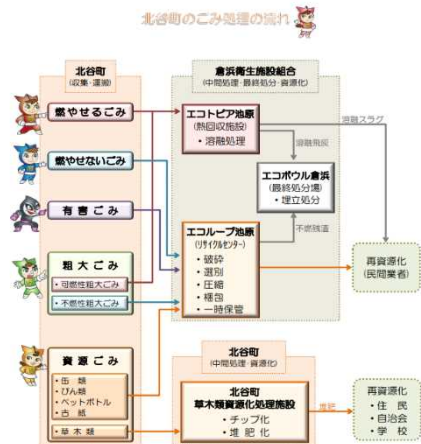 北谷町のごみ処理の流れ
北谷町
(収集・運搬)
燃やせるごみ
燃やせないごみ
有害ごみ
粗大ごみ
・可燃性粗大ごみ
・不燃性粗大ごみ
資源ごみ
・缶類
・びん類
・ペットボトル
・古紙
・草木類
倉浜衛生施設組合
(中間処理・最終処分・資源化)
エコトピア池原
(熱回収施設)
・溶融処理
溶融スラグ
溶融飛灰
エコボウル倉浜
(最終処分場)
・埋立処分
不燃残渣
エコループ池原
(リサイクルセンター)
・破砕
・選別
・圧縮
・梱包
・一時保管
再資源化
(民間業者)
北谷町
(中間処理・資源化)
北谷町
草木類資源化処理施設
・チップ化
・堆肥化
堆肥
再資源化
・住民
・自治会
・学校